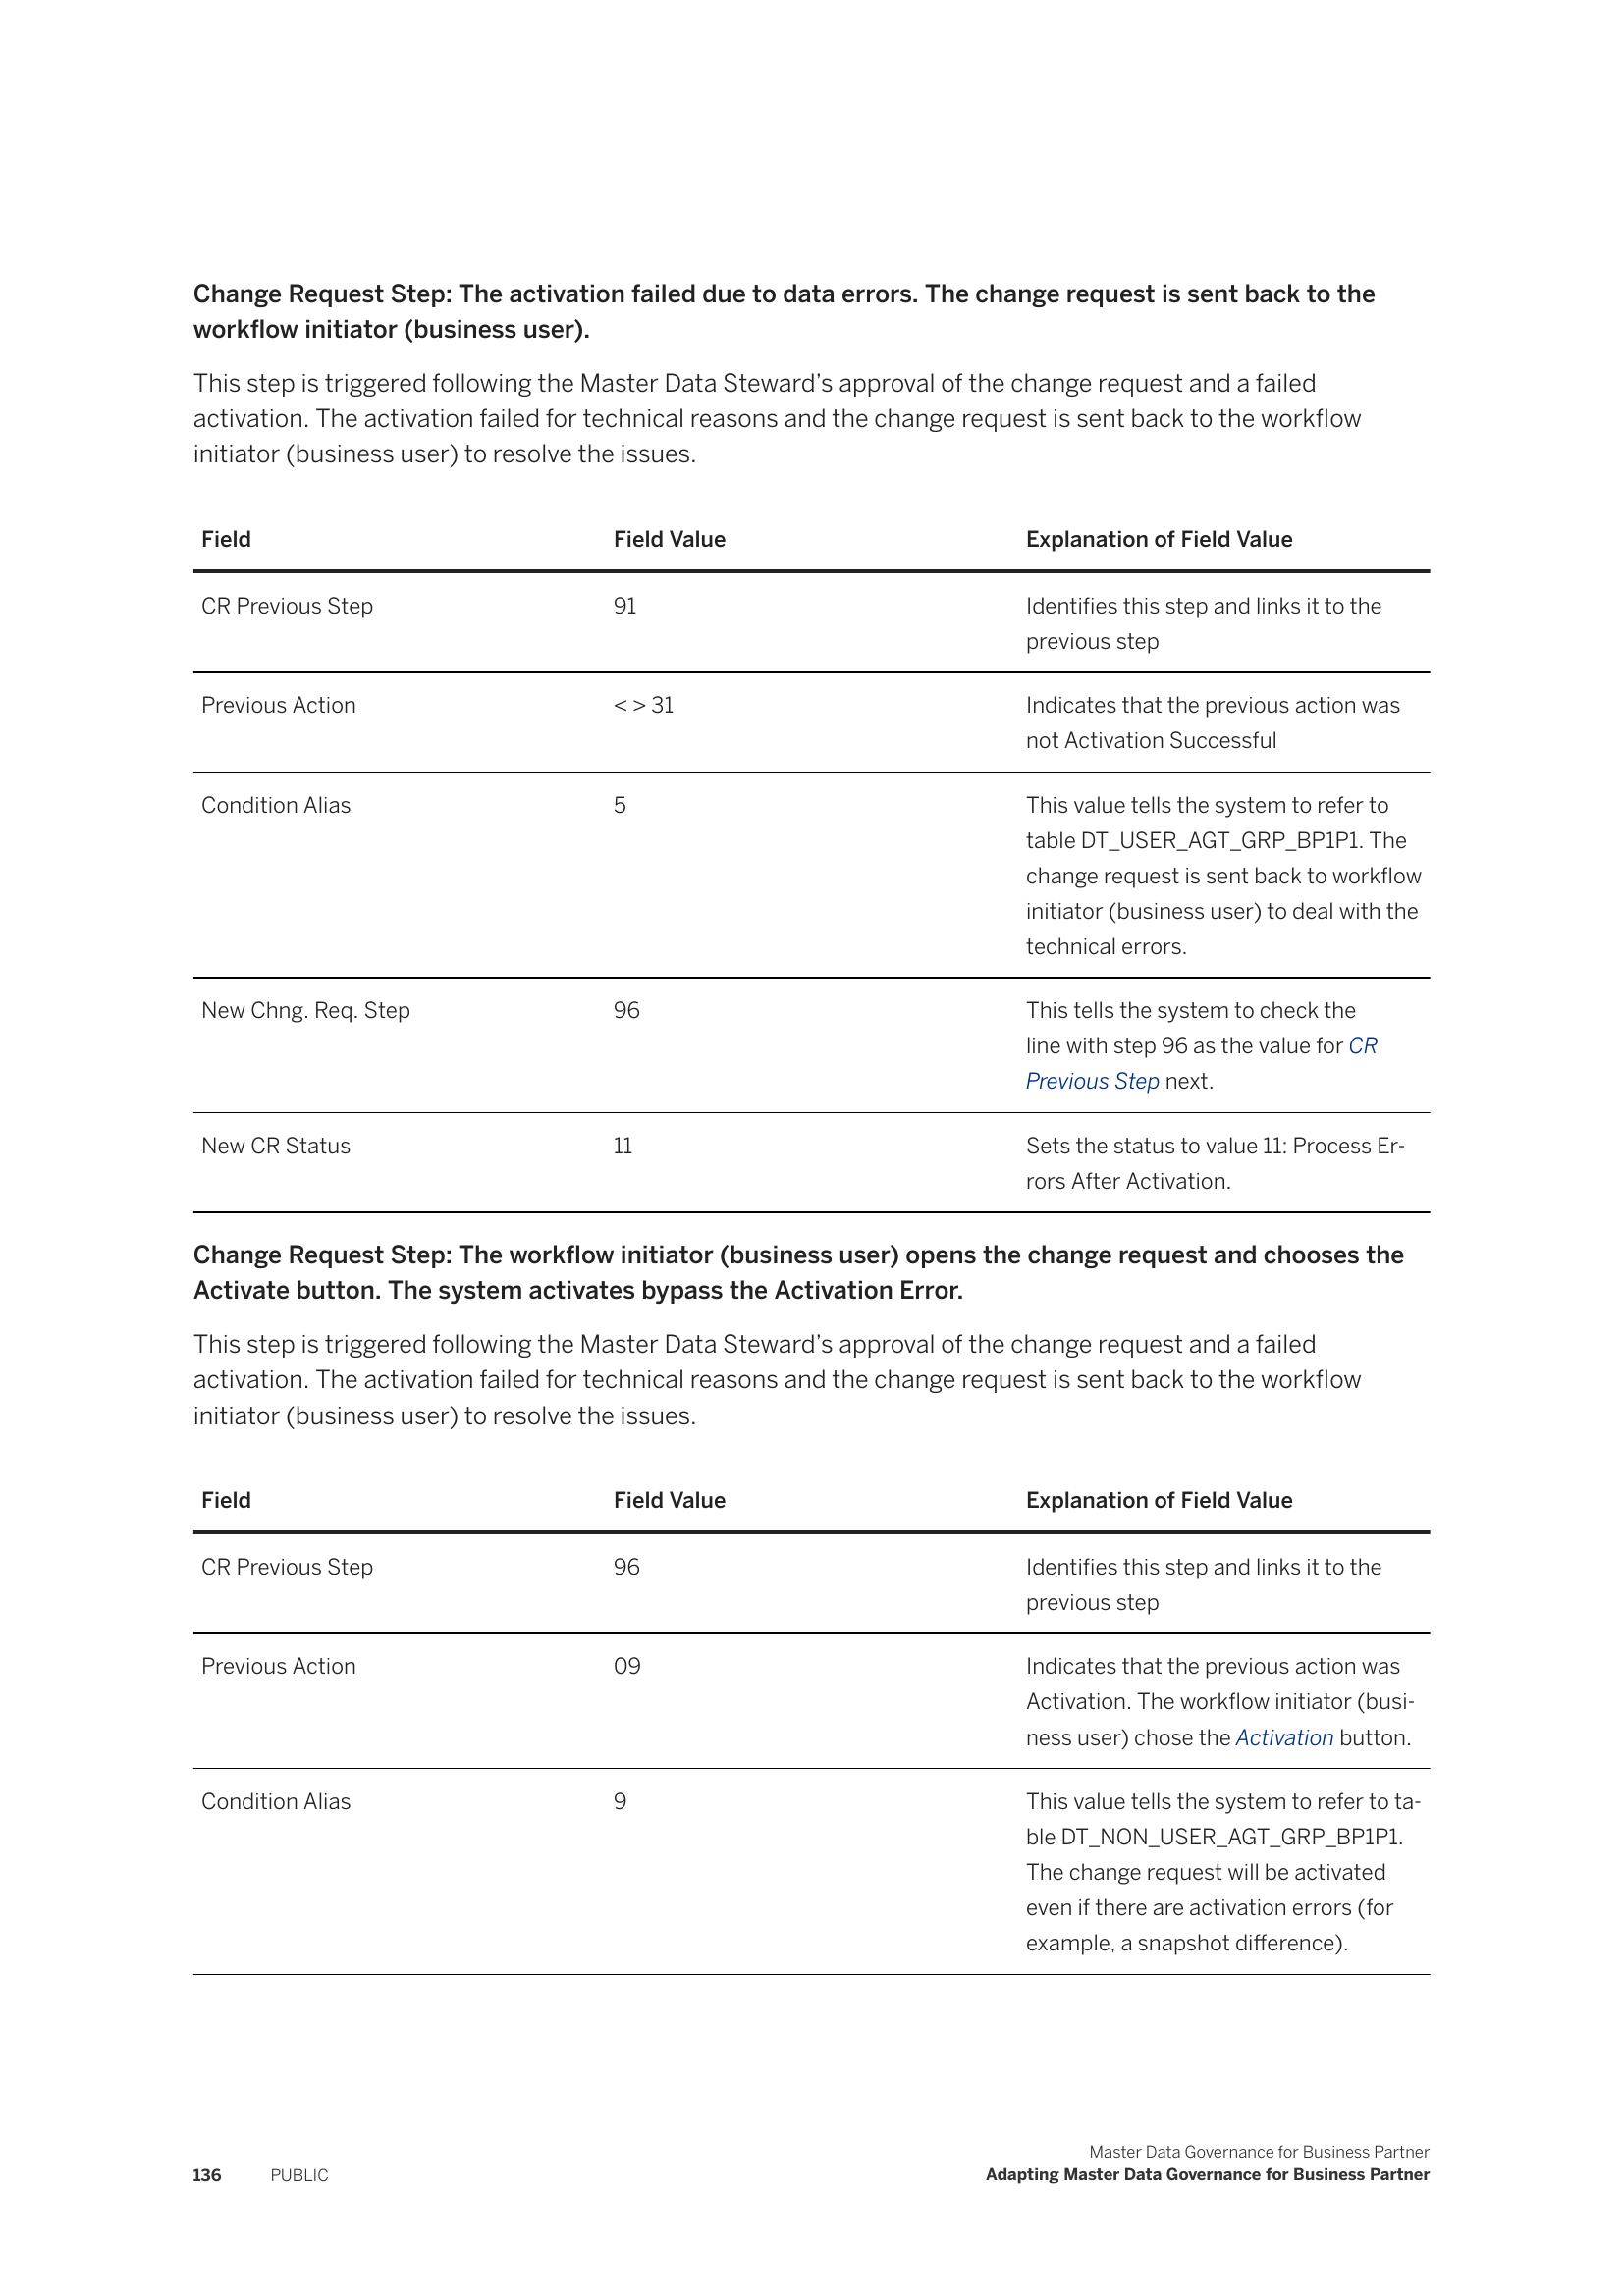 Change Request Step: The activation failed due to data errors. The change request is sent back to the
workflow initiator (business user).
This step is triggered following the Master Data Steward’s approval of the change request and a failed
activation. The activation failed for technical reasons and the change request is sent back to the workflow
initiator (business user) to resolve the issues.
Field Field Value Explanation of Field Value
CR Previous Step 91 Identifies this step and links it to the
previous step
Previous Action < > 31 Indicates that the previous action was
not Activation Successful
Condition Alias 5 This value tells the system to refer to
table DT_USER_AGT_GRP_BP1P1. The
change request is sent back to workflow
initiator (business user) to deal with the
technical errors.
New Chng. Req. Step 96 This tells the system to check the
line with step 96 as the value for CR
Previous Step next.
New CR Status 11 Sets the status to value 11: Process Er-
rors After Activation.
Change Request Step: The workflow initiator (business user) opens the change request and chooses the
Activate button. The system activates bypass the Activation Error.
This step is triggered following the Master Data Steward’s approval of the change request and a failed
activation. The activation failed for technical reasons and the change request is sent back to the workflow
initiator (business user) to resolve the issues.
Field Field Value Explanation of Field Value
CR Previous Step 96 Identifies this step and links it to the
previous step
Previous Action 09 Indicates that the previous action was
Activation. The workflow initiator (busi-
ness user) chose the Activation button.
Condition Alias 9 This value tells the system to refer to ta-
ble DT_NON_USER_AGT_GRP_BP1P1.
The change request will be activated
even if there are activation errors (for
example, a snapshot difference).
Master Data Governance for Business Partner
136 PUBLIC Adapting Master Data Governance for Business Partner